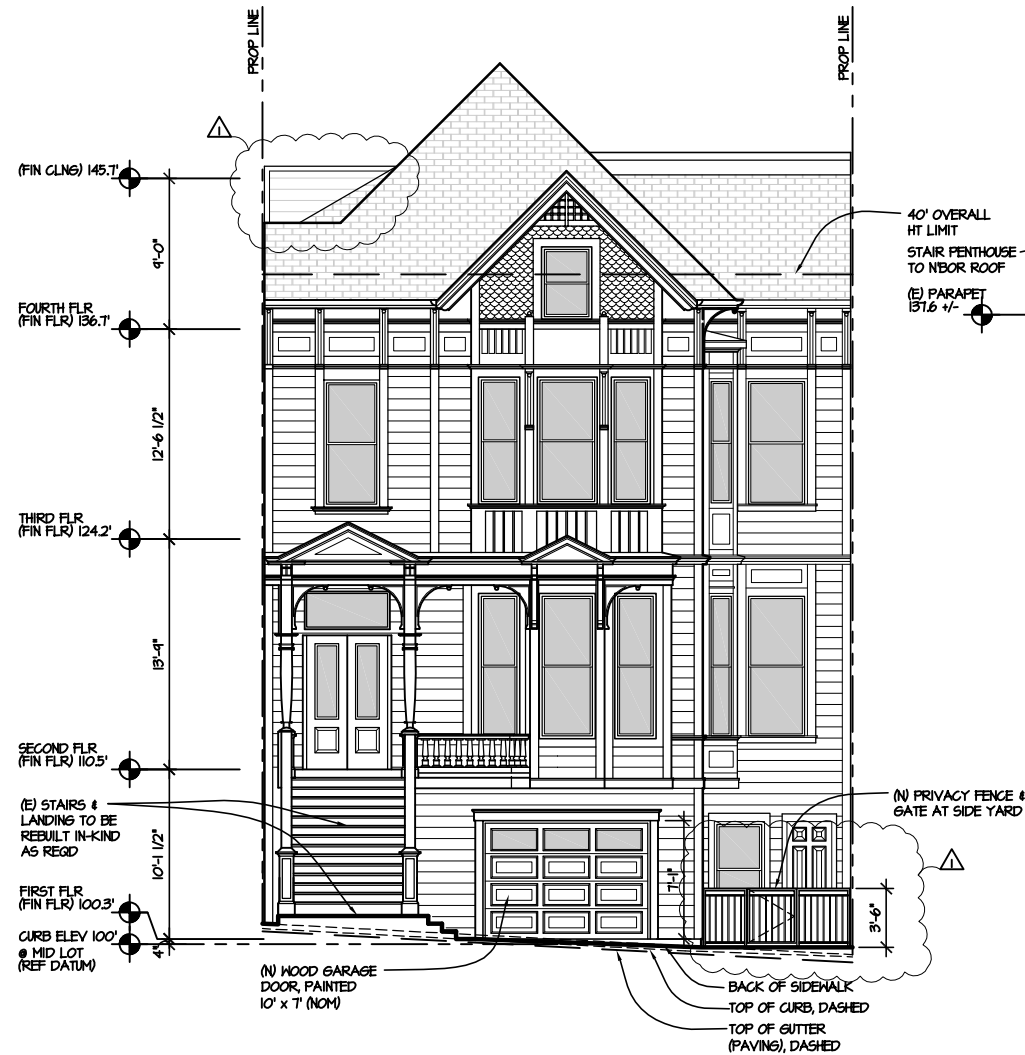 PROP LINE
PROP LINE
1
(FIN CLNG) 145.7'
9'-0"
40' OVERALL
HT LIMIT
STAIR PENTHOUSE
TO N'BOR ROOF
(E) PARAPET
137.6 +/-
FOURTH FLR
(FIN FLR) 136.7'
12'-6 1/2"
THIRD FLR
(FIN FLR) 124.2'
13'-9"
SECOND FLR
(FIN FLR) 110.5'
(E) STAIRS &
LANDING TO BE
REBUILT IN-KIND
AS REQD
(N) PRIVACY FENCE &
GATE AT SIDE YARD
1
10'-1 1/2"
7'-1"
3'-6"
FIRST FLR
(FIN FLR) 100.3'
CURB ELEV 100'
@ MID LOT
(REF DATUM)
4"
(N) WOOD GARAGE
DOOR, PAINTED
10' x 7' (NOM)
BACK OF SIDEWALK
TOP OF CURB, DASHED
TOP OF GUTTER
(PAVING), DASHED